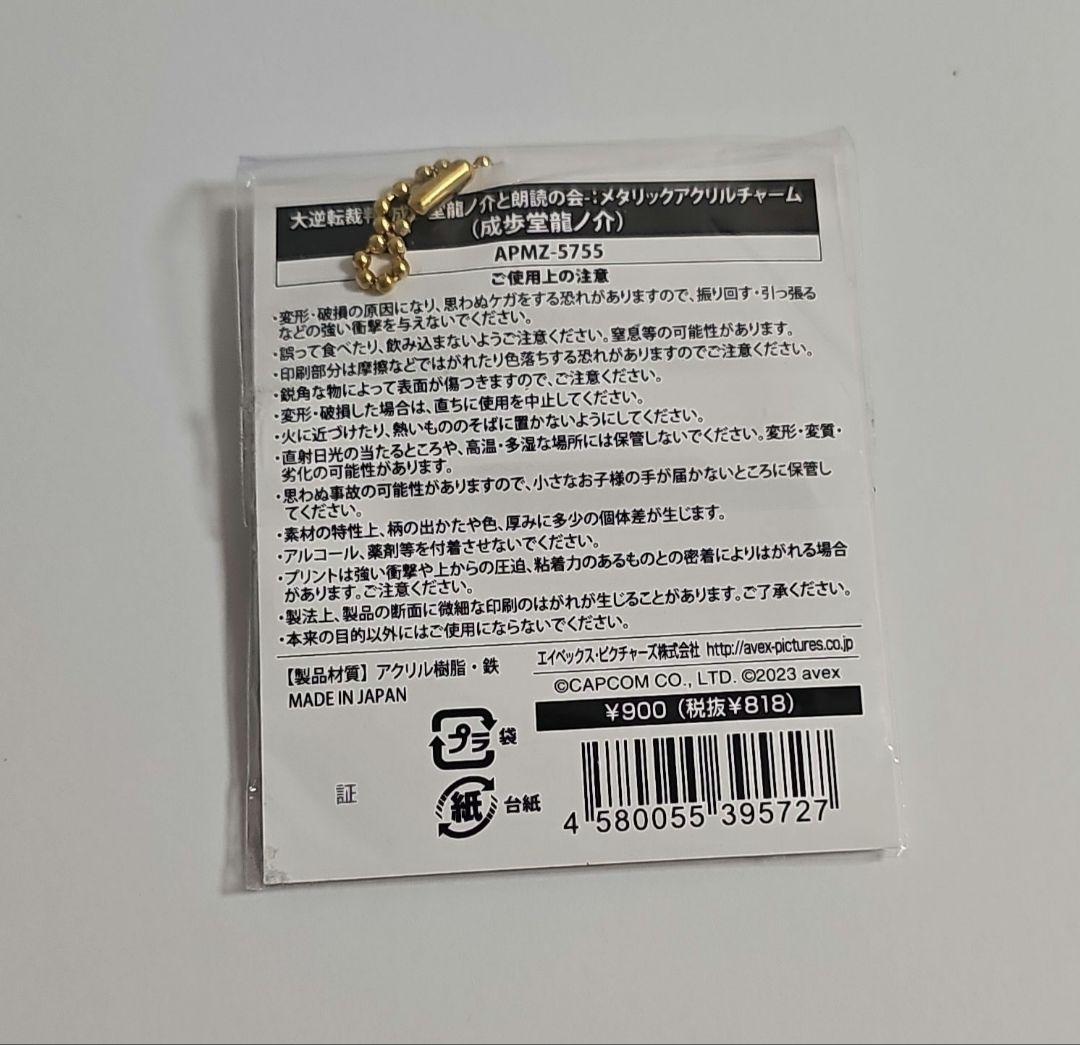 大逆転裁 成 堂龍ノ介と朗読の会-:メタリックアクリルチャーム
(成歩堂龍ノ介)
APMZ-5755
ご使用上の注意
・変形・破損の原因になり、思わぬケガをする恐れがありますので、振り回す・引っ張る
などの強い衝撃を与えないでください。
・誤って食べたり、飲み込まないようご注意ください。窒息等の可能性があります。
・印刷部分は摩擦などではがれたり色落ちする恐れがありますのでご注意ください。
・鋭角な物によって表面が傷つきますので、ご注意ください。
・変形・破損した場合は、直ちに使用を中止してください。
・火に近づけたり、熱いもののそばに置かないようにしてください。
・直射日光の当たるところや、高温・多湿な場所には保管しないでください。変形・変質・
劣化の可能性があります。
・思わぬ事故の可能性がありますので、小さなお子様の手が届かないところに保管し
てください。
・素材の特性上、柄の出かたや色、厚みに多少の個体差が生じます。
・アルコール、薬剤等を付着させないでください。
・プリントは強い衝撃や上からの圧迫、粘着力のあるものとの密着によりはがれる場合
があります。ご注意ください。
・製法上、製品の断面に微細な印刷のはがれが生じることがあります。ご了承ください。
・本来の目的以外にはご使用にならないでください。
【製品材質】アクリル樹脂・鉄
MADE IN JAPAN
エイベックス・ピクチャーズ株式会社 http://avex-pictures.co.jp
©CAPCOM CO., LTD. ©2023 avex
¥900 (税抜¥818)
プラ 袋
紙 台紙
証
4 580055 395727